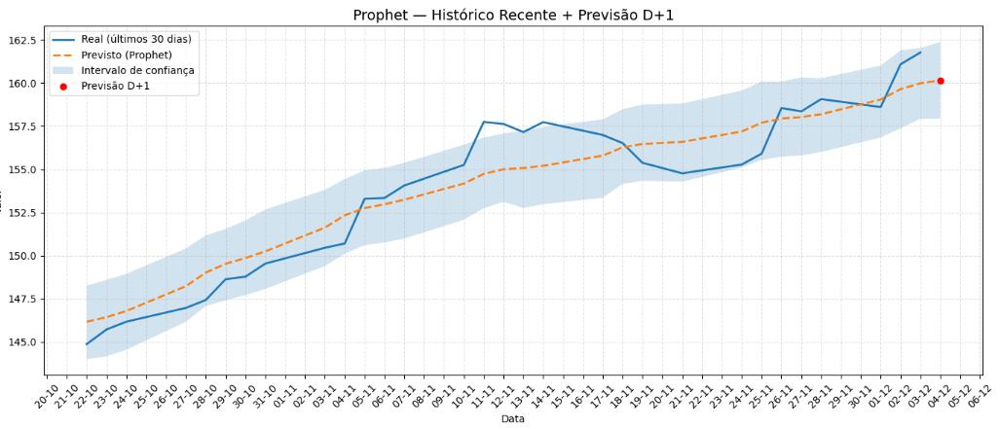 Prophet — Histórico Recente + Previsão D+1
Real (últimos 30 dias)
Previsto (Prophet)
Intervalo de confiança
Previsão D+1
162.5
160.0
157.5
155.0
152.5
150.0
147.5
145.0
20-10 21-10 22-10 23-10 24-10 25-10 26-10 27-10 28-10 29-10 30-10 31-10 01-11 02-11 03-11 04-11 05-11 06-11 07-11 08-11 09-11 10-11 11-11 12-11 13-11 14-11 15-11 16-11 17-11 18-11 19-11 20-11 21-11 22-11 23-11 24-11 25-11 26-11 27-11 28-11 29-11 30-11 01-12 02-12 03-12 04-12 05-12 06-12
Data